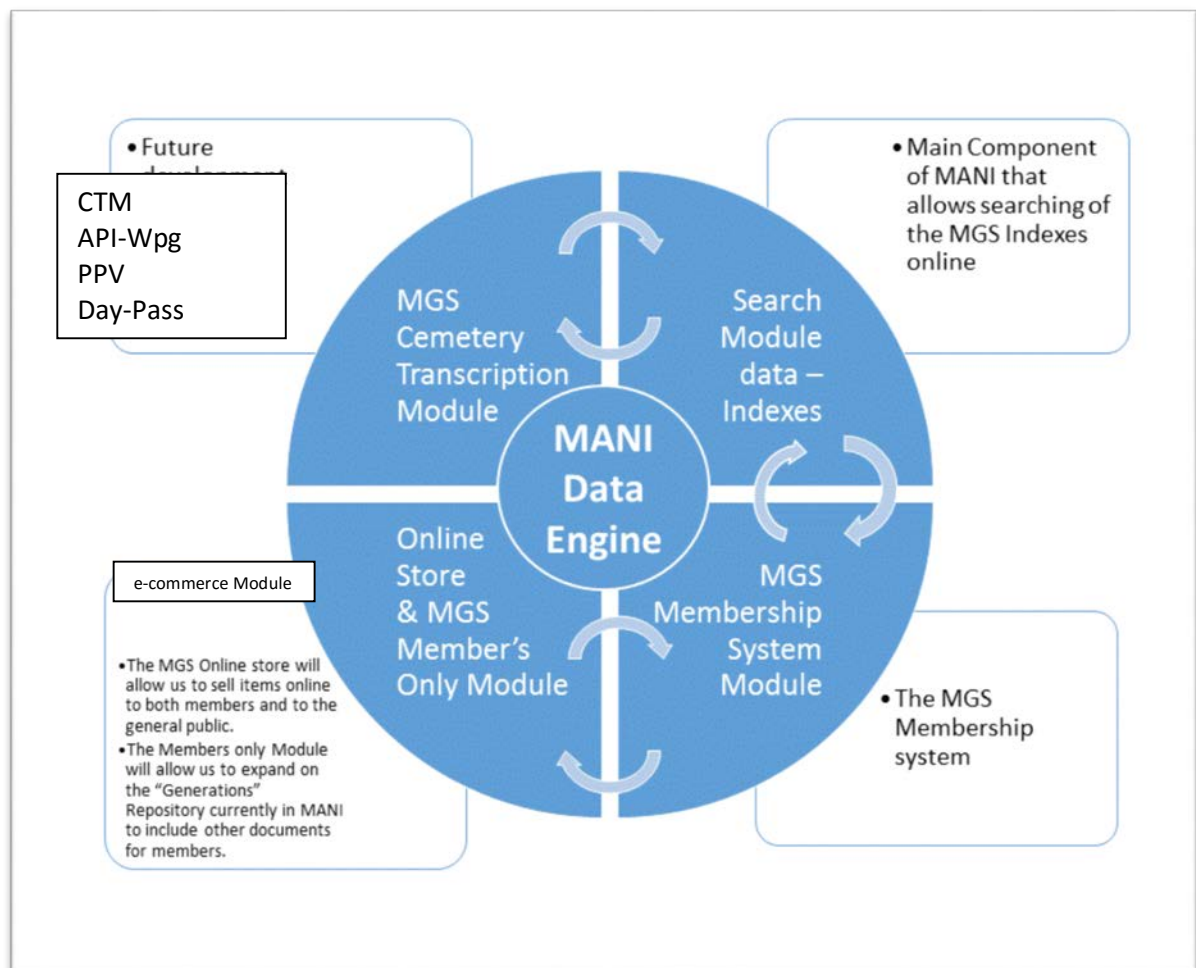 • Future
CTM
API-Wpg
PPV
Day-Pass
• Main Component
of MANI that
allows searching of
the MGS Indexes
online
MGS
Cemetery
Transcription
Module
Search
Module
data –
Indexes
MANI
Data
Engine
Online
Store
& MGS
Member's
Only Module
MGS
Membership
System
Module
e-commerce Module
•The MGS Online store will
allow us to sell items online
to both members and to the
general public.
•The Members only Module
will allow us to expand on
the “Generations”
Repository currently in MANI
to include other documents
for members.
• The MGS
Membership
system